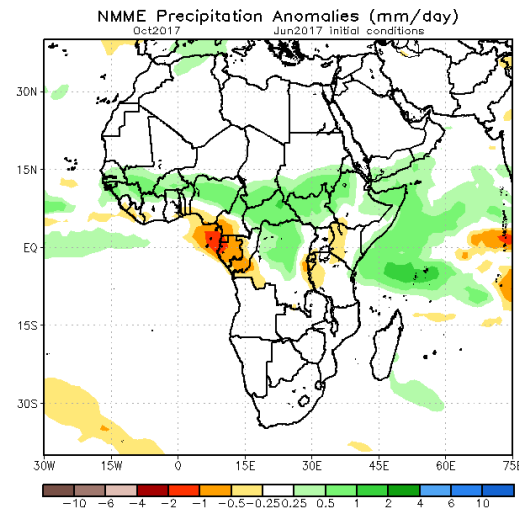 NMME Precipitation Anomalies (mm/day)
Oct2017 Jun2017 initial conditions
30N
15N
EQ
15S
30S
30W 15W 0 15E 30E 45E 60E 75E
-10 -6 -4 -2 -1 -0.5-0.25 0.25 0.5 1 2 4 6 10